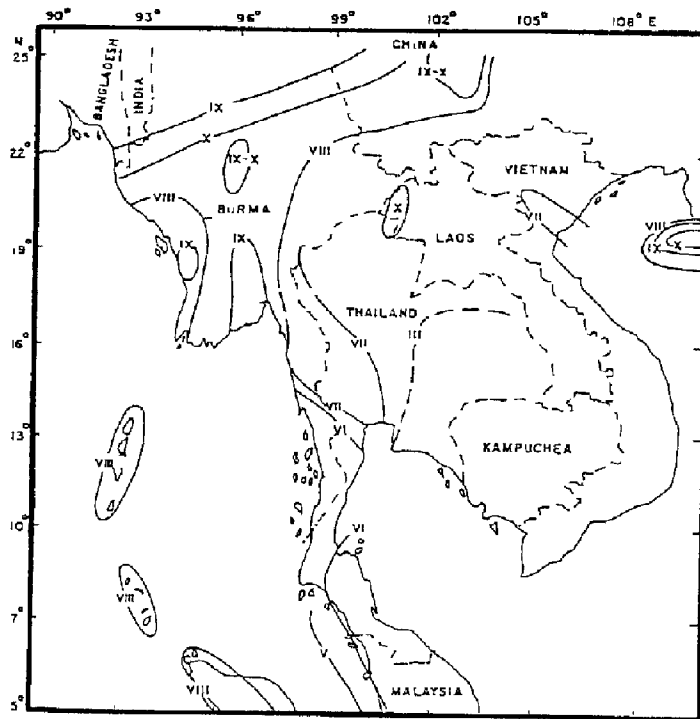 90° 93° 96° 99° 102° 105° 108° E
N
25°
22°
19°
16°
13°
10°
7°
5°
CHINA
IX-X
BANGLADESH
INDIA
IX
X
IX-X
VIII
VIII
BURMA
IX
IX
VIETNAM
VII
VIII
IX
X
IX
LAOS
THAILAND
III
VII
VII
VI
KAMPUCHEA
VIII
VI
VIII
V
VIII
MALAYSIA